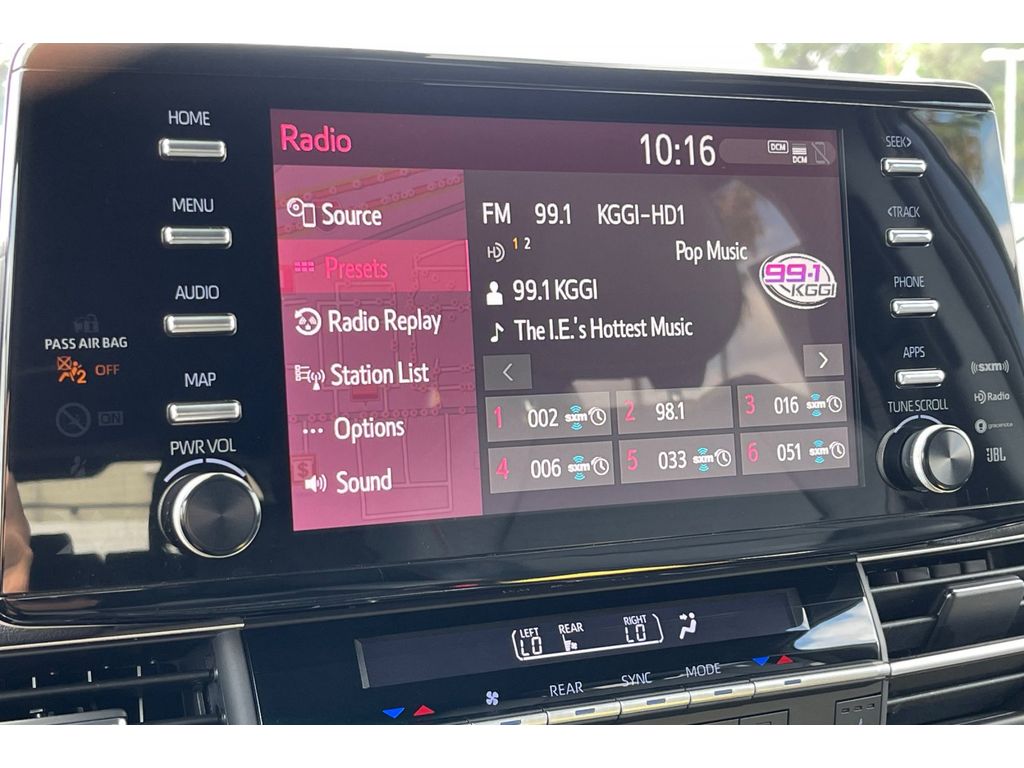 HOME
MENU
AUDIO
PASS AIR BAG
2 OFF
ON
MAP
PWR VOL
Radio
10:16
DCM
DCM
Source
Presets
Radio Replay
Station List
Options
Sound
FM 99.1 KGGI-HD1
HD 1 2
Pop Music
99.1 KGGI
99.1 KGGI
The I.E.'s Hottest Music
< >
1 002 sxm
2 98.1
3 016 sxm
4 006 sxm
5 033 sxm
6 051 sxm
SEEK>
<TRACK
PHONE
APPS
TUNE SCROLL
((sxm))
HD Radio
gracenote
JBL
LEFT LO
REAR
RIGHT LO
REAR
SYNC
MODE